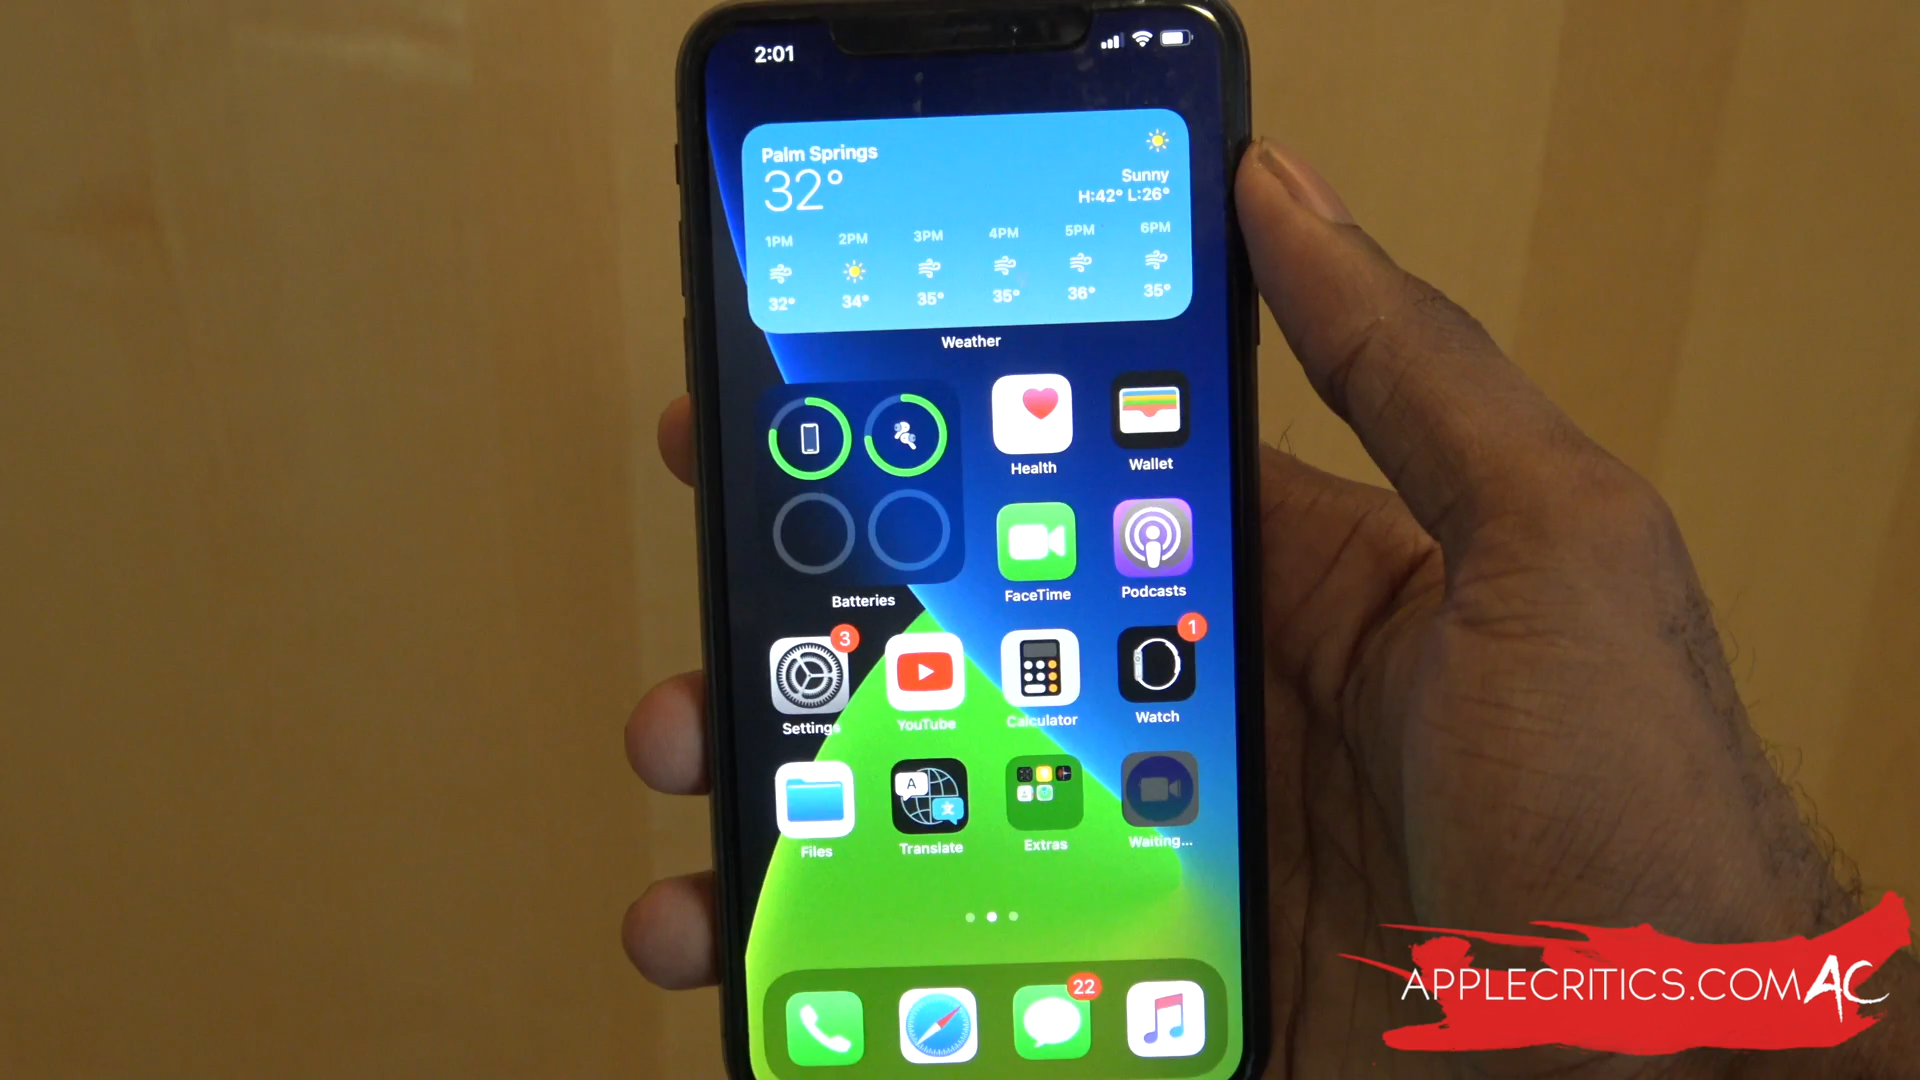 2:01
Palm Springs
32°
Sunny
H:42° L:26°
1PM 2PM 3PM 4PM 5PM 6PM
32° 34° 35° 35° 36° 35°
Weather
Health Wallet
FaceTime Podcasts
Batteries
3 1
Settings YouTube Calculator Watch
A 文
Files Translate Extras Waiting...
22
APPLECRITICS.COM AC